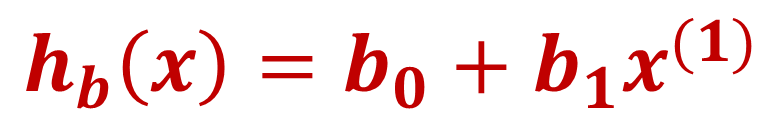 h_b(x) = b_0 + b_1x^{(1)}